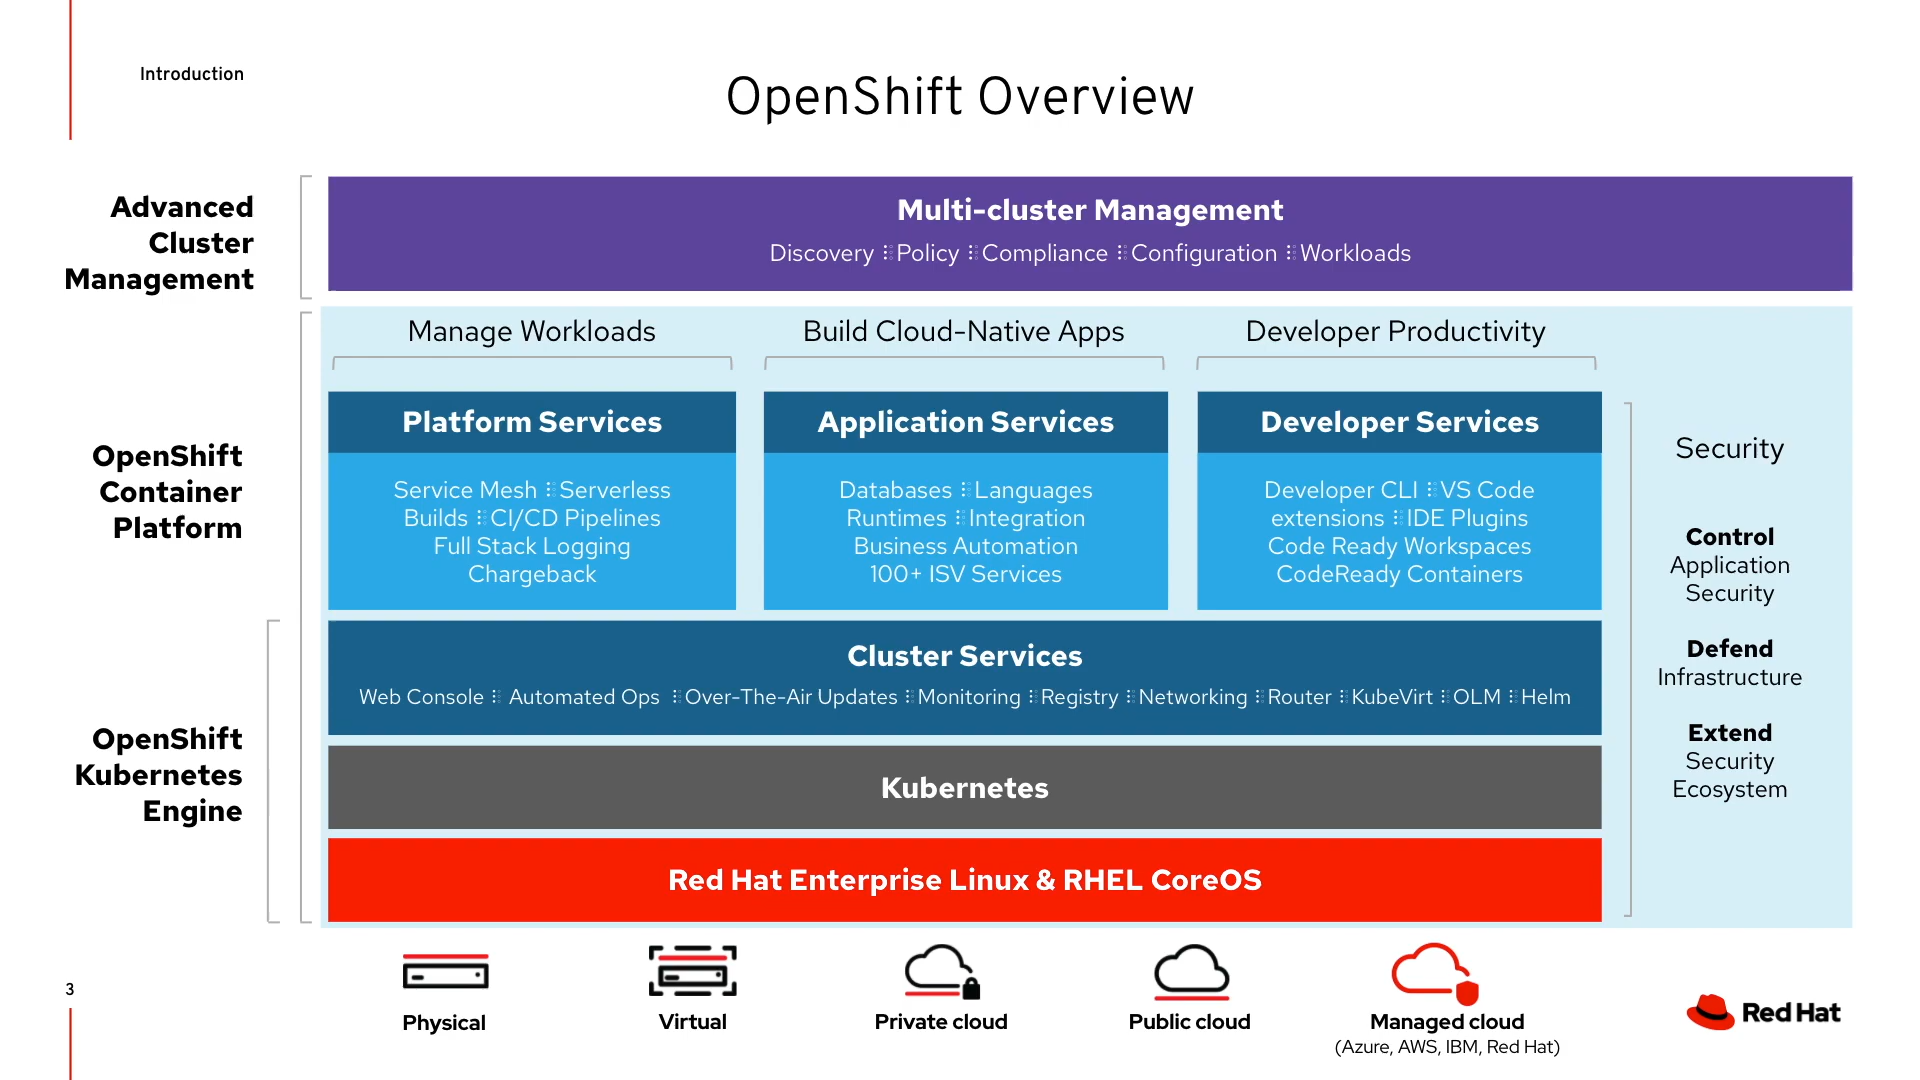 Introduction
OpenShift Overview
Advanced
Cluster
Management
Multi-cluster Management
Discovery ⁝Policy ⁝Compliance ⁝Configuration ⁝Workloads
OpenShift
Container
Platform
Manage Workloads
Build Cloud-Native Apps
Developer Productivity
Platform Services
Service Mesh ⁝Serverless
Builds ⁝CI/CD Pipelines
Full Stack Logging
Chargeback
Application Services
Databases ⁝Languages
Runtimes ⁝Integration
Business Automation
100+ ISV Services
Developer Services
Developer CLI ⁝VS Code
extensions ⁝IDE Plugins
Code Ready Workspaces
CodeReady Containers
Security
Control
Application
Security
Defend
Infrastructure
Extend
Security
Ecosystem
OpenShift
Kubernetes
Engine
Cluster Services
Web Console ⁝ Automated Ops ⁝Over-The-Air Updates ⁝Monitoring ⁝Registry ⁝Networking ⁝Router ⁝KubeVirt ⁝OLM ⁝Helm
Kubernetes
Red Hat Enterprise Linux & RHEL CoreOS
Physical
Virtual
Private cloud
Public cloud
Managed cloud
(Azure, AWS, IBM, Red Hat)
3
Red Hat